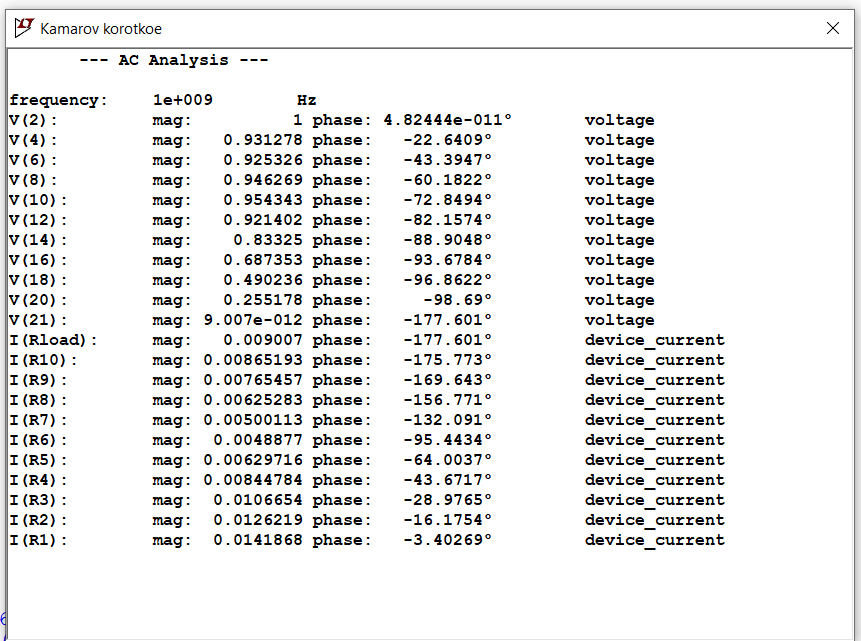 Kamarov korotkoe
--- AC Analysis ---
frequency: 1e+009 Hz
V(2): mag: 1 phase: 4.82444e-011° voltage
V(4): mag: 0.931278 phase: -22.6409° voltage
V(6): mag: 0.925326 phase: -43.3947° voltage
V(8): mag: 0.946269 phase: -60.1822° voltage
V(10): mag: 0.954343 phase: -72.8494° voltage
V(12): mag: 0.921402 phase: -82.1574° voltage
V(14): mag: 0.83325 phase: -88.9048° voltage
V(16): mag: 0.687353 phase: -93.6784° voltage
V(18): mag: 0.490236 phase: -96.8622° voltage
V(20): mag: 0.255178 phase: -98.69° voltage
V(21): mag: 9.007e-012 phase: -177.601° voltage
I(Rload): mag: 0.009007 phase: -177.601° device_current
I(R10): mag: 0.00865193 phase: -175.773° device_current
I(R9): mag: 0.00765457 phase: -169.643° device_current
I(R8): mag: 0.00625283 phase: -156.771° device_current
I(R7): mag: 0.00500113 phase: -132.091° device_current
I(R6): mag: 0.0048877 phase: -95.4434° device_current
I(R5): mag: 0.00629716 phase: -64.0037° device_current
I(R4): mag: 0.00844784 phase: -43.6717° device_current
I(R3): mag: 0.0106654 phase: -28.9765° device_current
I(R2): mag: 0.0126219 phase: -16.1754° device_current
I(R1): mag: 0.0141868 phase: -3.40269° device_current